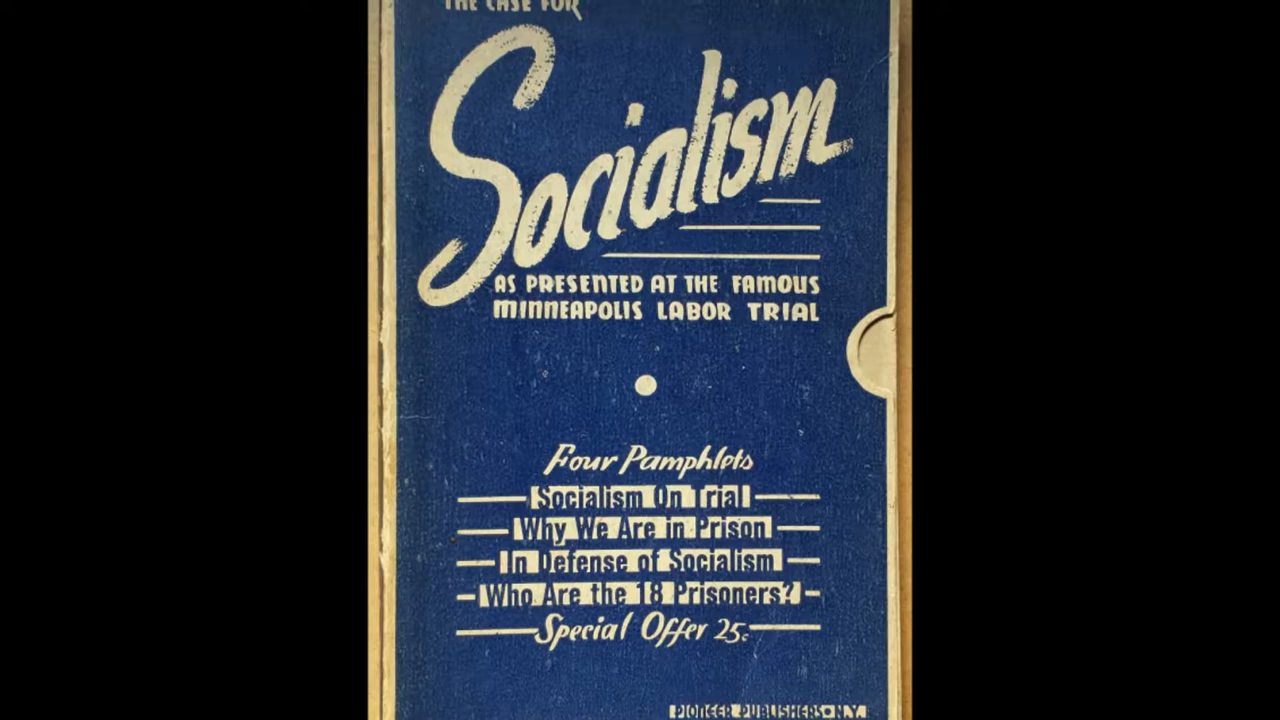 THE CASE FOR
Socialism
AS PRESENTED AT THE FAMOUS
MINNEAPOLIS LABOR TRIAL
Four Pamphlets
Socialism On Trial
Why We Are in Prison
In Defense of Socialism
Who Are the 18 Prisoners?
Special Offer 25c
PIONEER PUBLISHERS • N.Y.